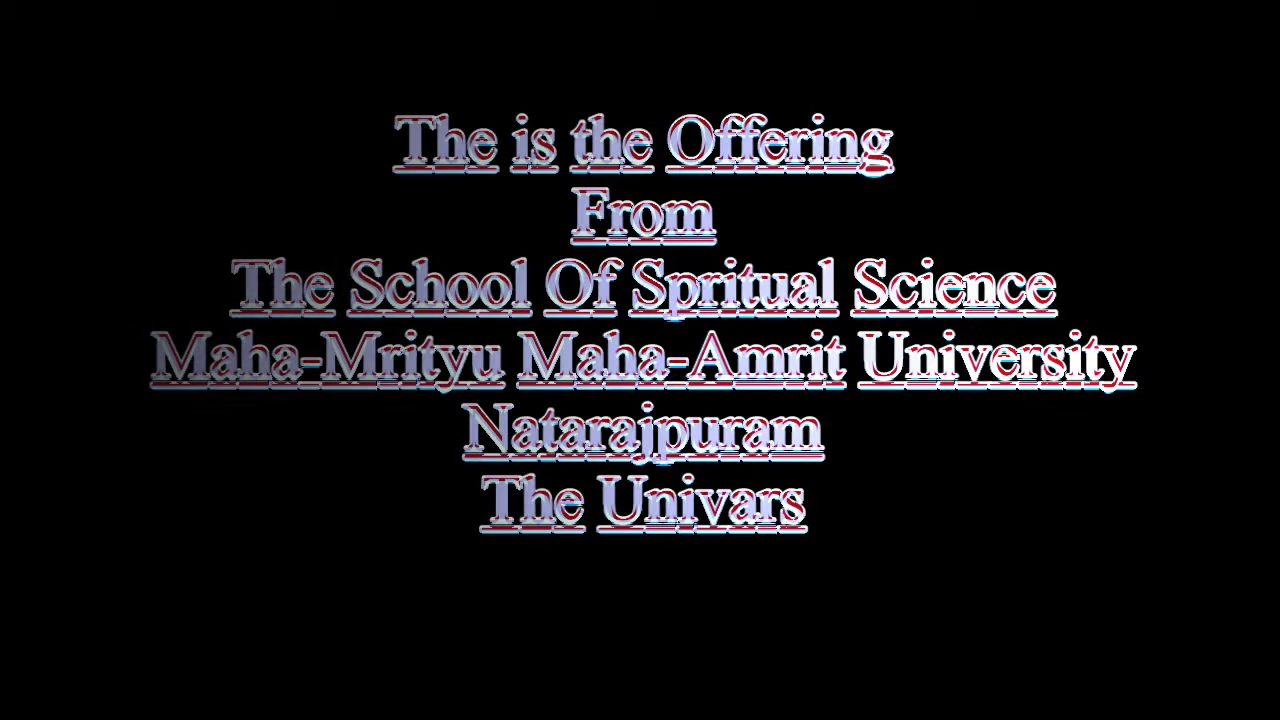 The is the Offering
From
The School Of Spritual Science
Maha-Mrityu Maha-Amrit University
Natarajpuram
The Univars